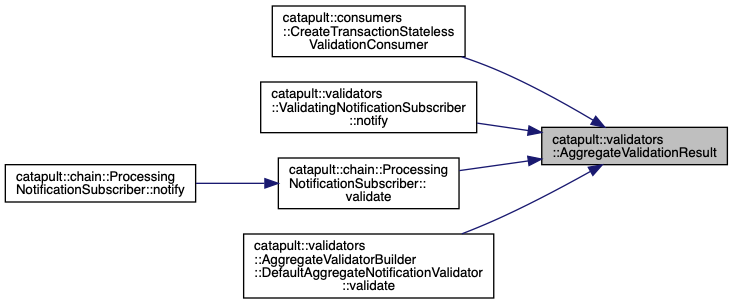 catapult::consumers
::CreateTransactionStateless
ValidationConsumer
catapult::validators
::ValidatingNotificationSubscriber
::notify
catapult::validators
::AggregateValidationResult
catapult::chain::Processing
NotificationSubscriber::notify
catapult::chain::Processing
NotificationSubscriber::
validate
catapult::validators
::AggregateValidatorBuilder
::DefaultAggregateNotificationValidator
::validate